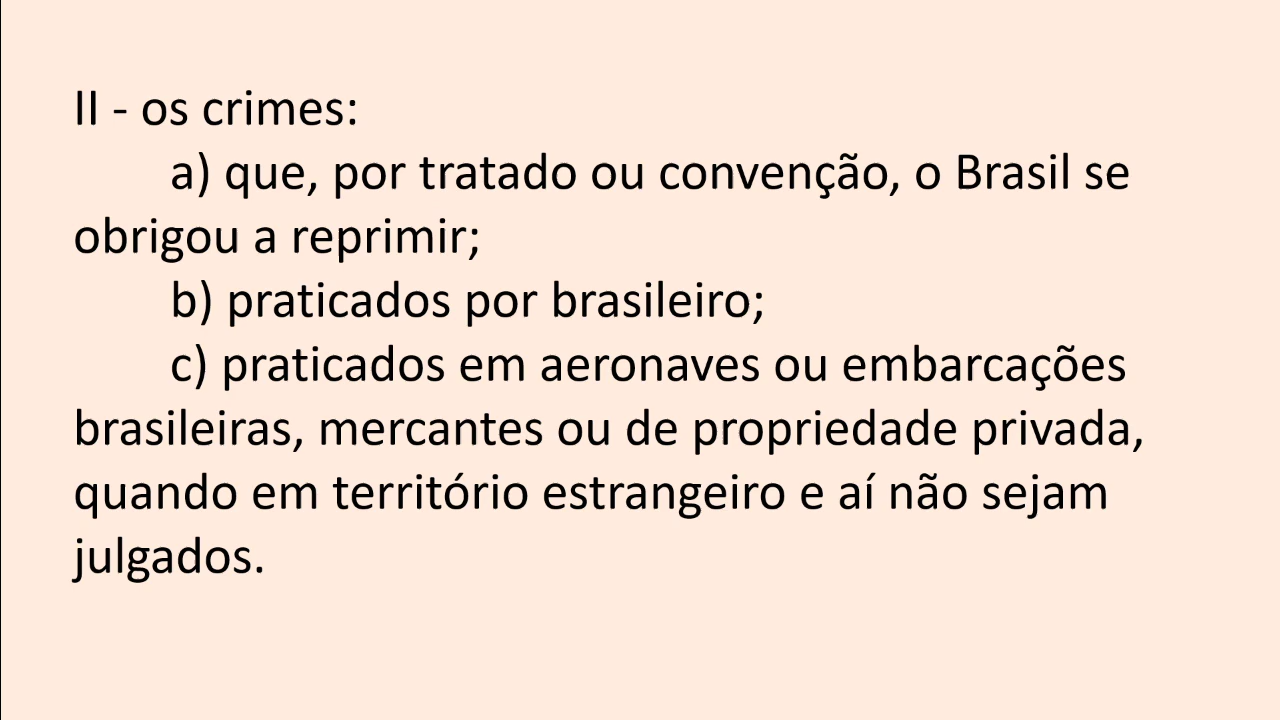 II - os crimes:
a) que, por tratado ou convenção, o Brasil se
obrigou a reprimir;
b) praticados por brasileiro;
c) praticados em aeronaves ou embarcações
brasileiras, mercantes ou de propriedade privada,
quando em território estrangeiro e aí não sejam
julgados.